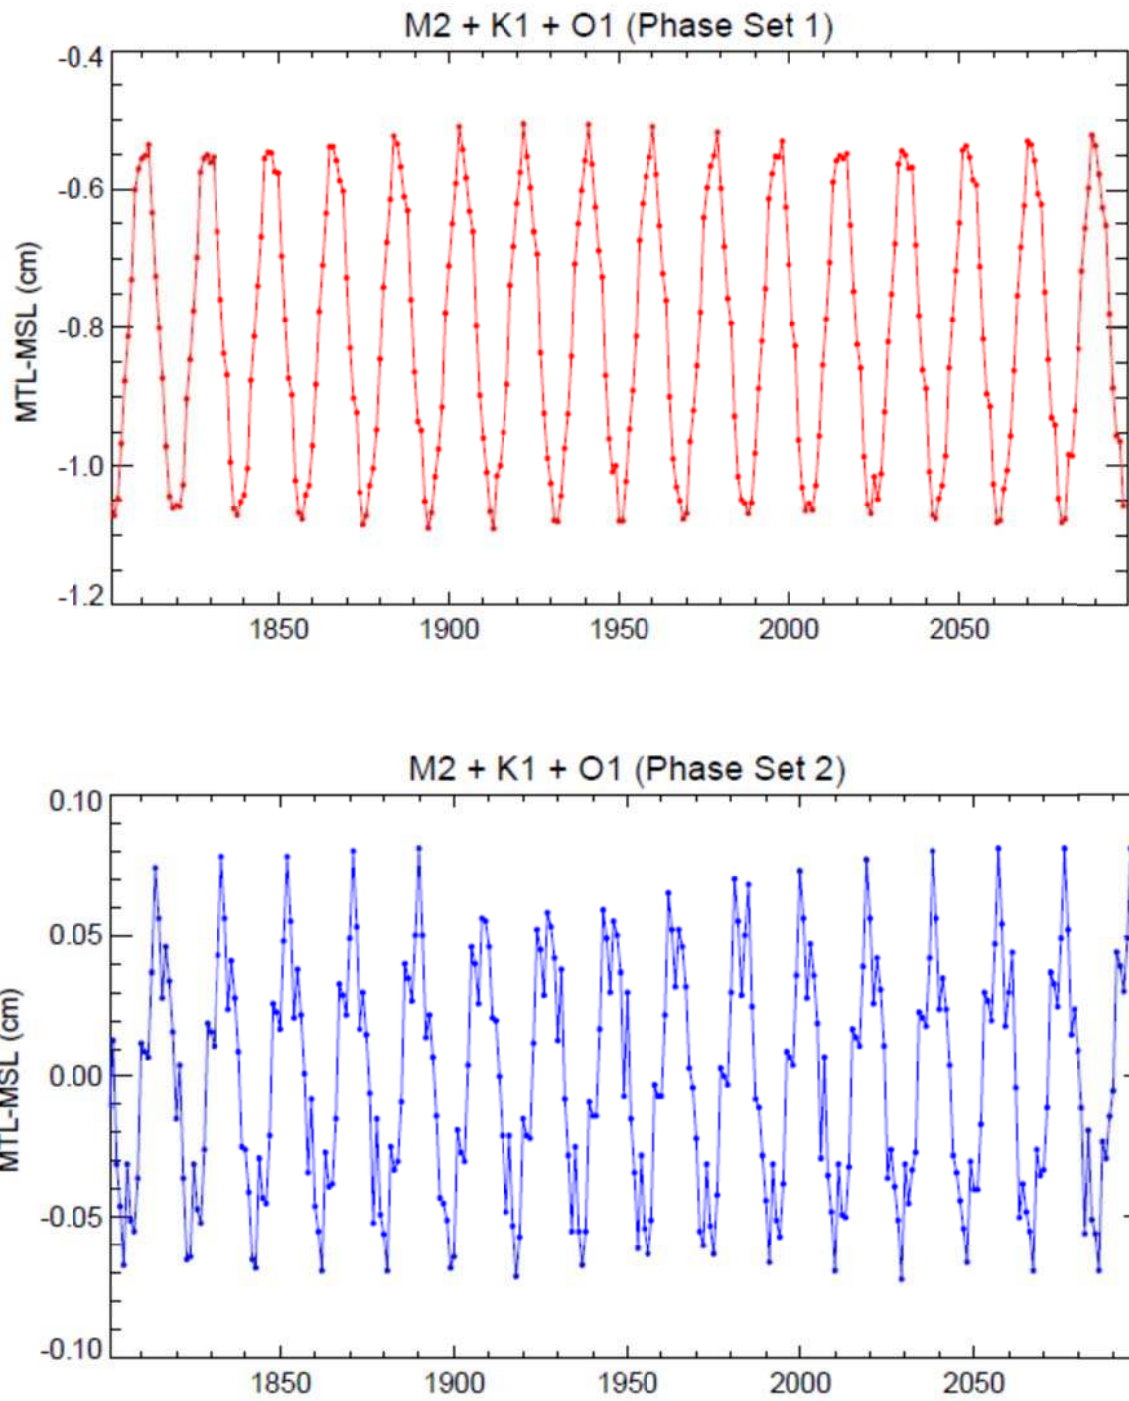 M2 + K1 + O1 (Phase Set 1)
-0.4
-0.6
-0.8
-1.0
-1.2
MTL-MSL (cm)
1850 1900 1950 2000 2050
M2 + K1 + O1 (Phase Set 2)
0.10
0.05
0.00
-0.05
-0.10
MTL-MSL (cm)
1850 1900 1950 2000 2050